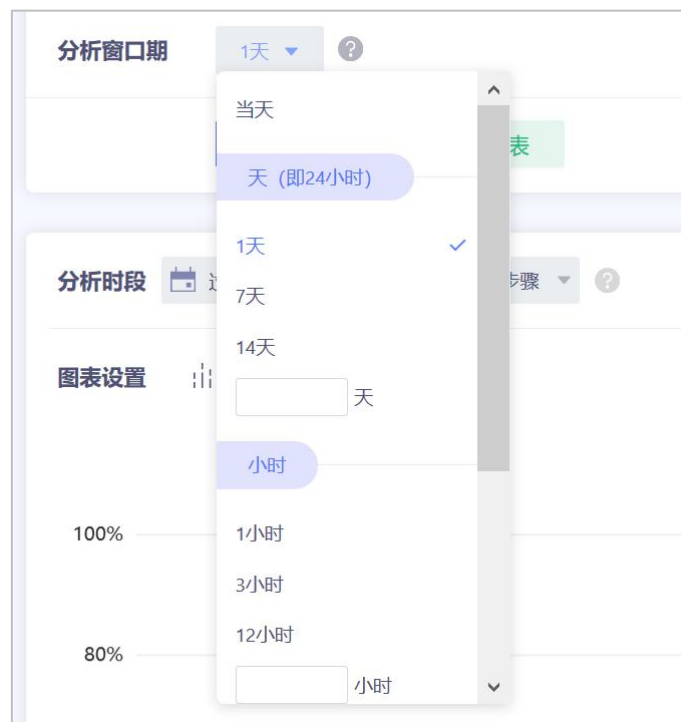 分析窗口期 1天
当天
表
天 (即24小时)
1天
7天
分析时段 步骤
14天
天
图表设置
小时
100%
1小时
3小时
12小时
80%
小时